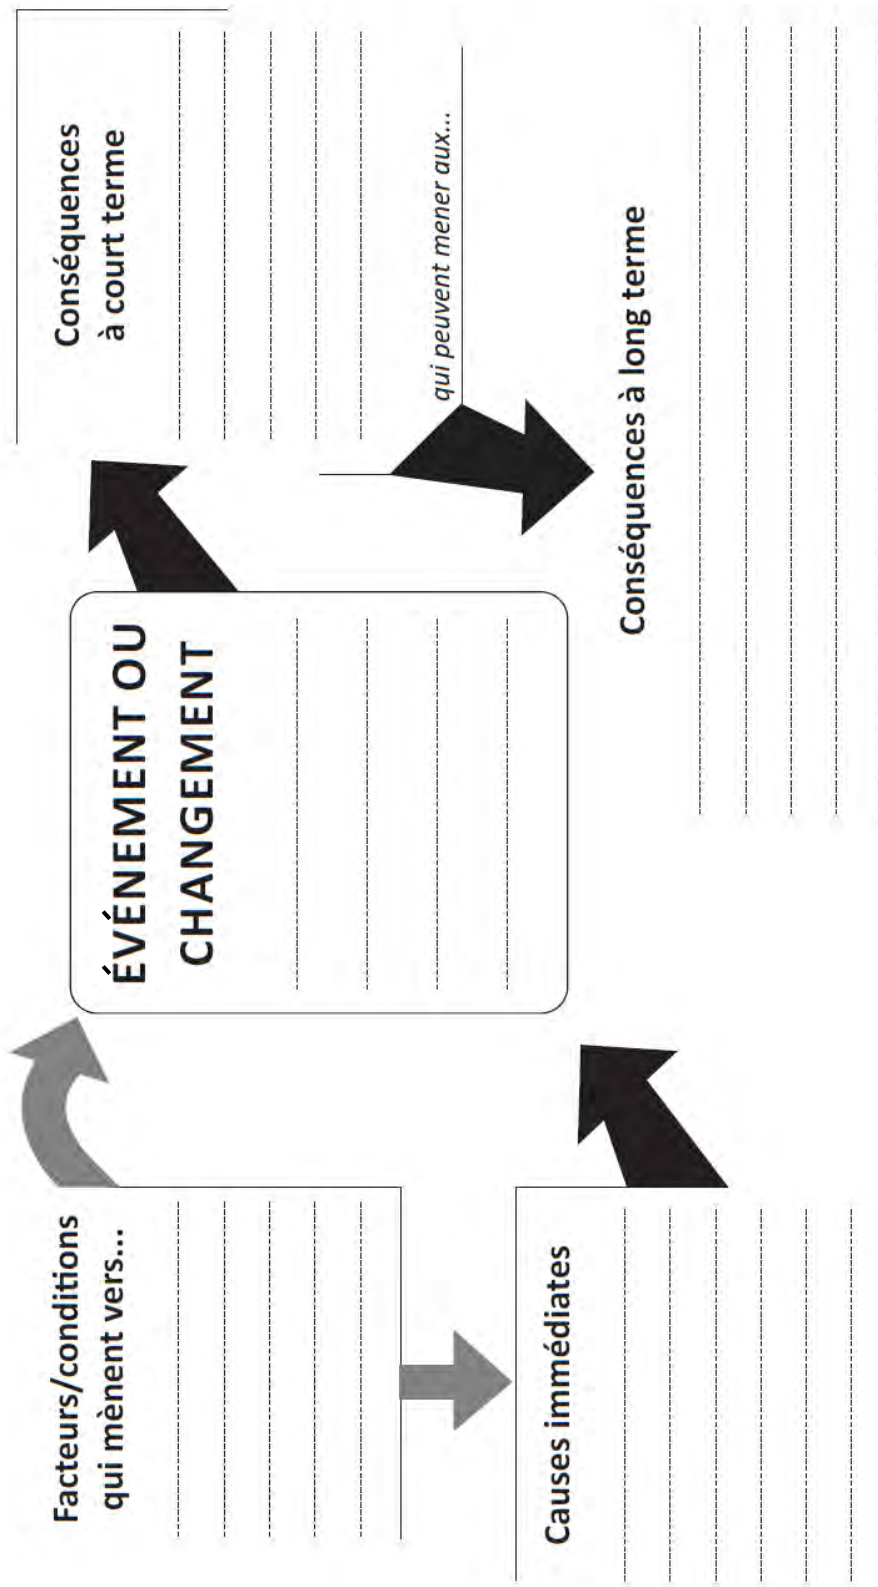 Facteurs/conditions
qui mènent vers...
Causes immédiates
ÉVÉNEMENT OU
CHANGEMENT
Conséquences
à court terme
qui peuvent mener aux...
Conséquences à long terme